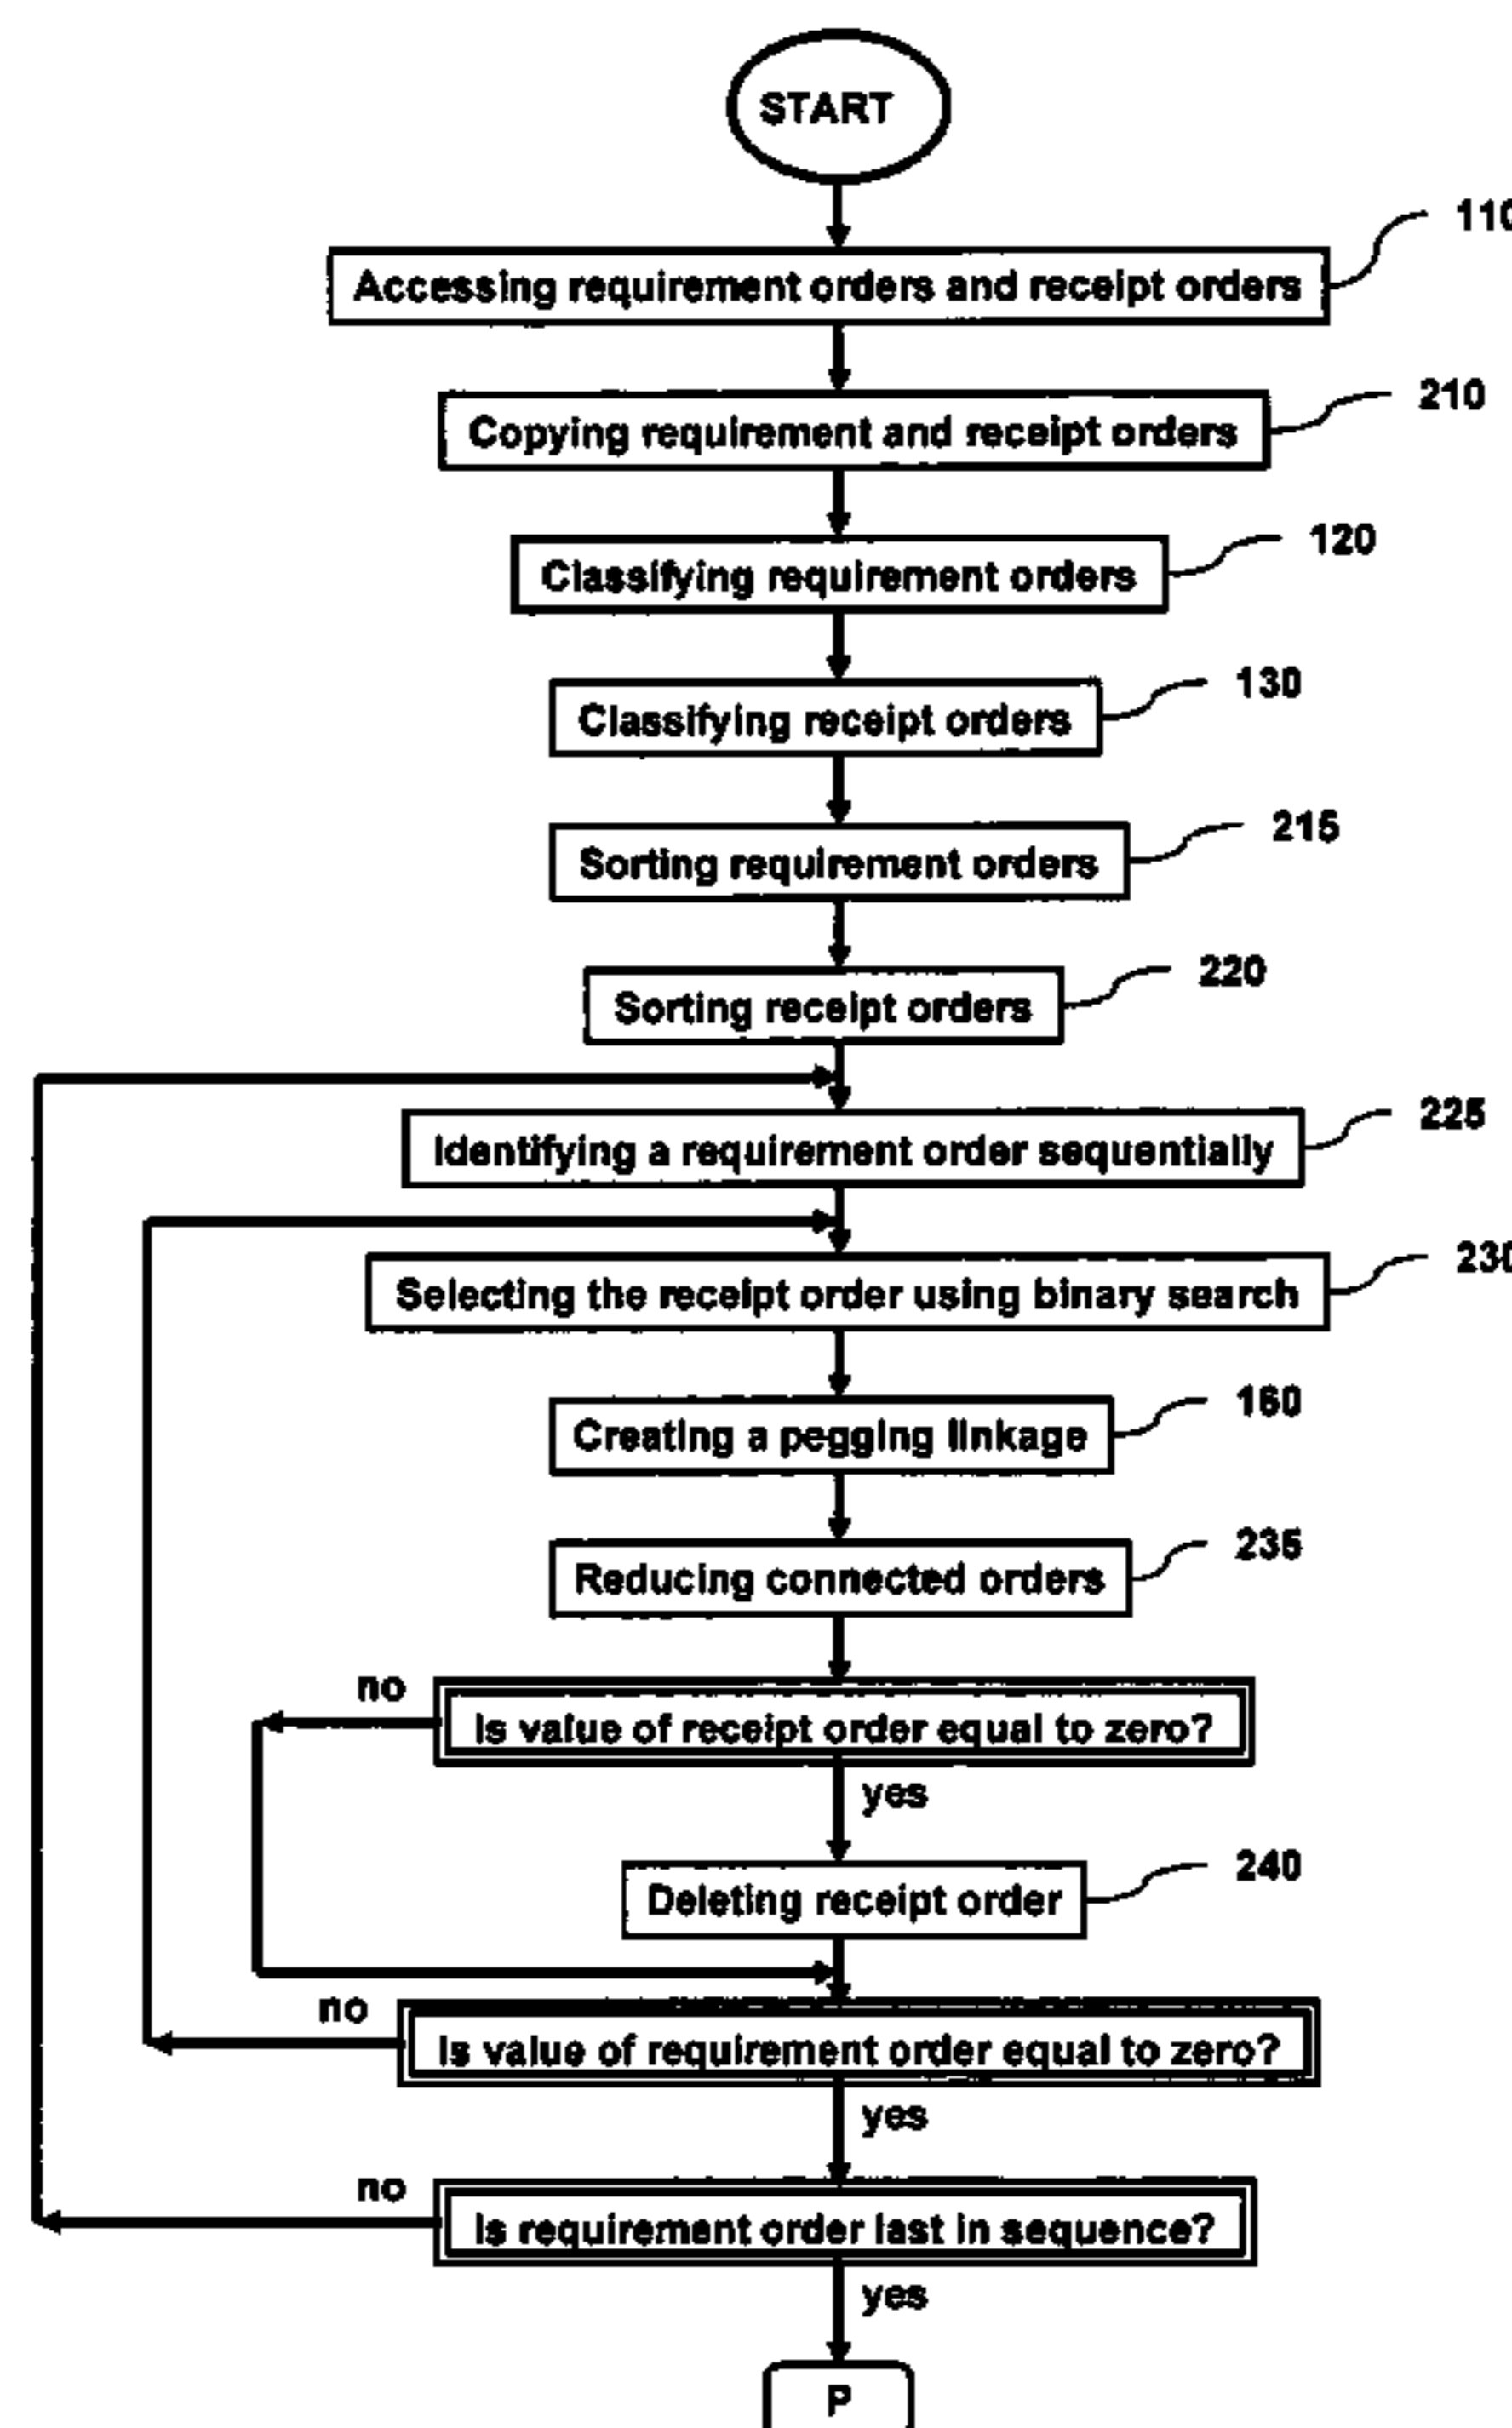 START
Accessing requirement orders and receipt orders
110
Copying requirement and receipt orders
210
Classifying requirement orders
120
Classifying receipt orders
130
Sorting requirement orders
215
Sorting receipt orders
220
Identifying a requirement order sequentially
225
Selecting the receipt order using binary search
230
Creating a pegging linkage
160
Reducing connected orders
235
no
Is value of receipt order equal to zero?
yes
Deleting receipt order
240
no
Is value of requirement order equal to zero?
yes
no
Is requirement order last in sequence?
yes
P